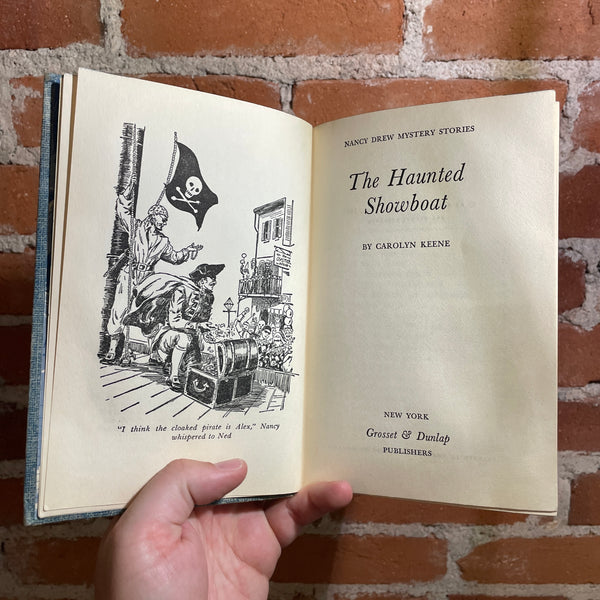 "I think the cloaked pirate is Alex," Nancy
whispered to Ned
NANCY DREW MYSTERY STORIES
The Haunted
Showboat
BY CAROLYN KEENE
NEW YORK
Grosset & Dunlap
PUBLISHERS